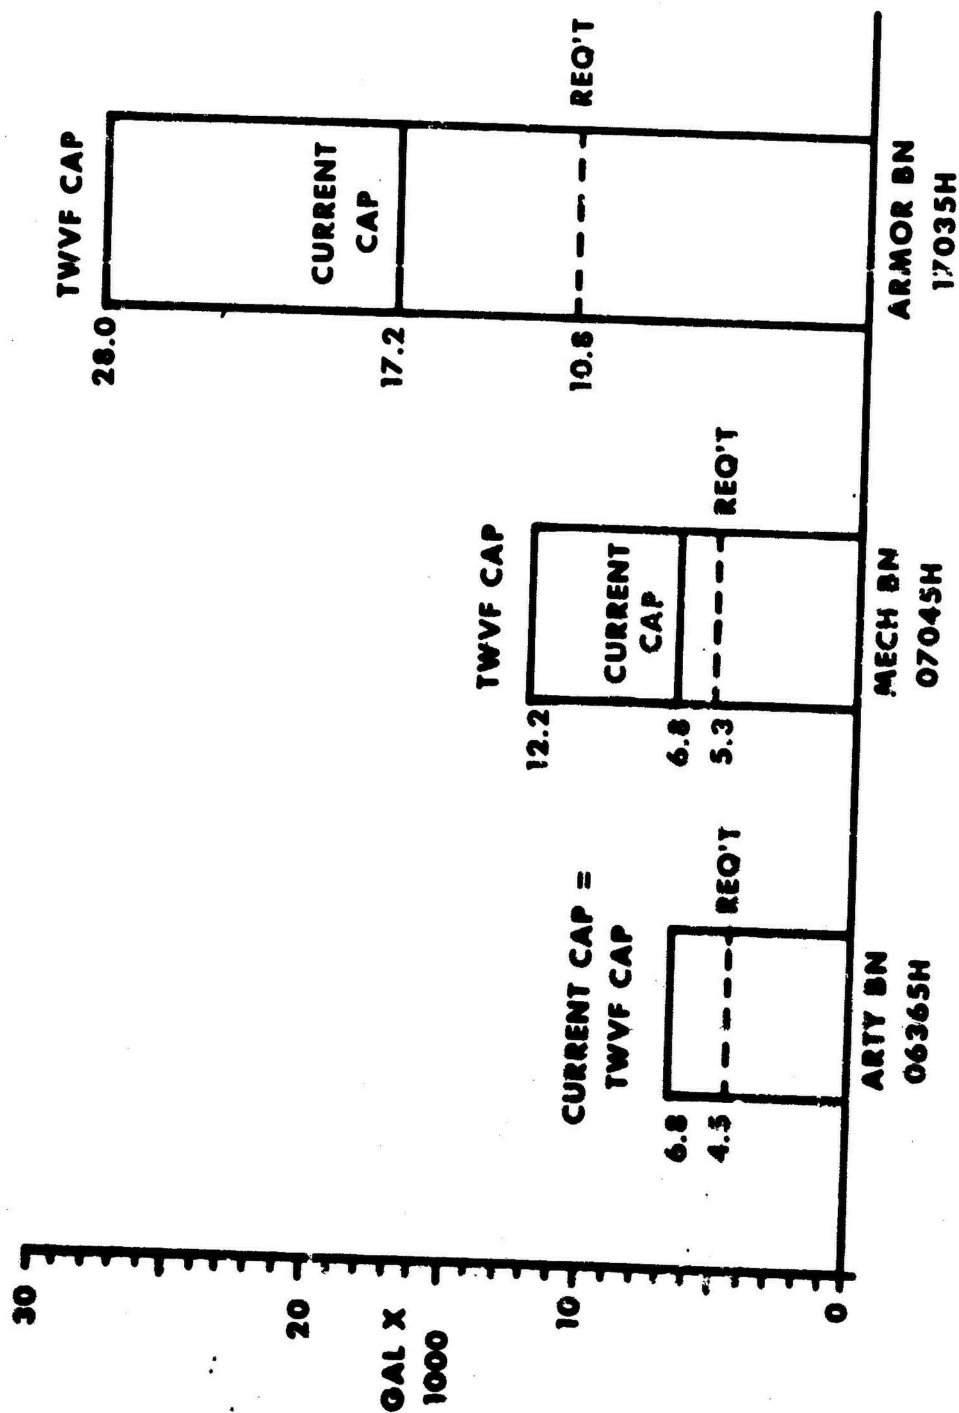 30
20
GAL X
1000
10
0
CURRENT CAP =
TWVF CAP
6.8
4.5
REQ'T
ARTY BN
06365H
TWVF CAP
12.2
CURRENT
CAP
6.8
5.3
REQ'T
MECH BN
07045H
TWVF CAP
28.0
CURRENT
CAP
17.2
10.8
REQ'T
ARMOR BN
17035H